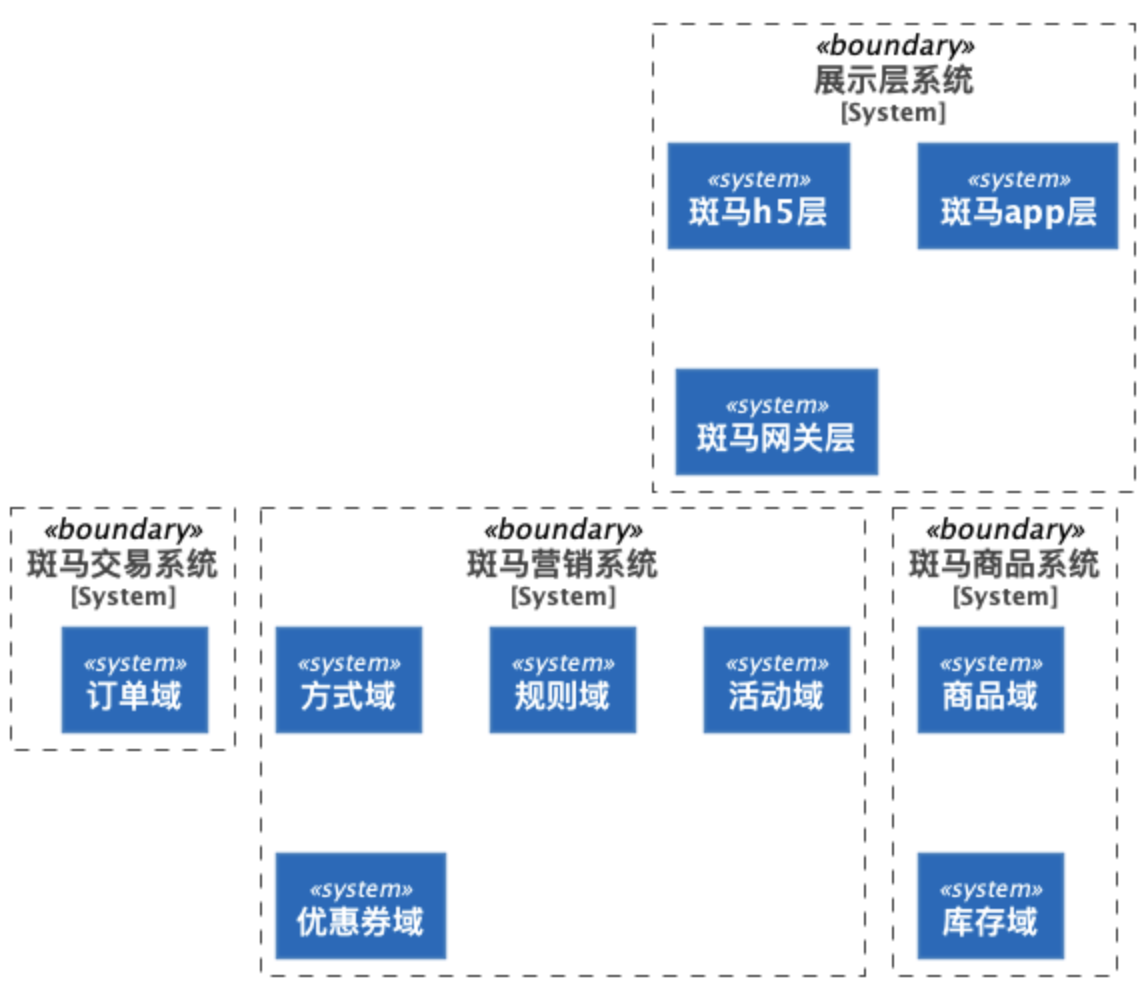 «boundary»
展示层系统
[System]
«system»
斑马h5层
«system»
斑马app层
«system»
斑马网关层
«boundary»
斑马交易系统
[System]
«system»
订单域
«boundary»
斑马营销系统
[System]
«system»
方式域
«system»
规则域
«system»
活动域
«system»
优惠券域
«boundary»
斑马商品系统
[System]
«system»
商品域
«system»
库存域